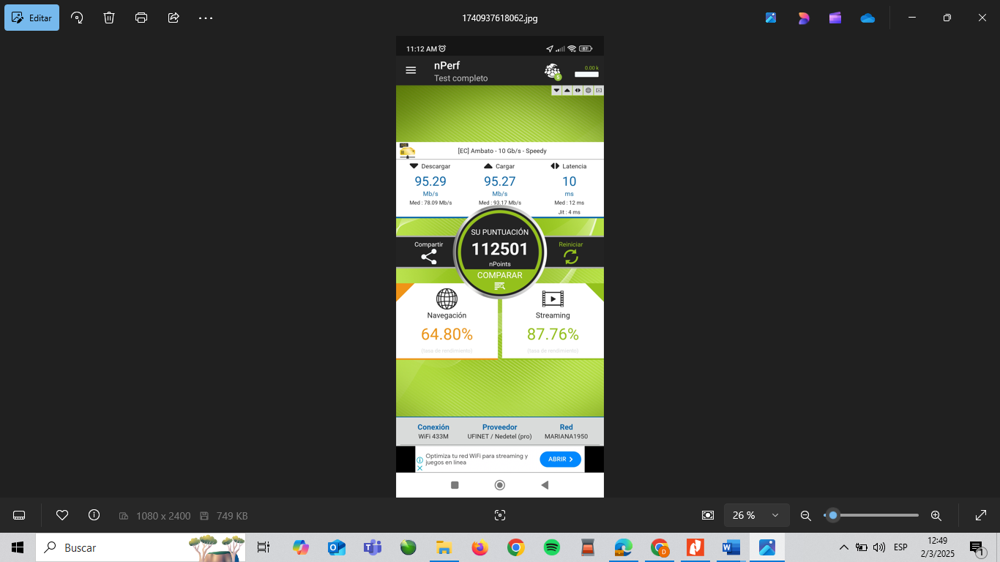 Editar
1740937618062.jpg
11:12 AM
87
nPerf
Test completo
5
0.00 k
[EC] Ambato - 10 Gb/s - Speedy
Descargar
Cargar
Latencia
95.29
95.27
10
Mb/s
Mb/s
ms
Med : 78.09 Mb/s
Med : 93.17 Mb/s
Med : 12 ms
Jit : 4 ms
SU PUNTUACIÓN
Compartir
112501
Reiniciar
nPoints
COMPARAR
Navegación
Streaming
64.80%
87.76%
(tasa de rendimiento)
(tasa de rendimiento)
Conexión
Proveedor
Red
WiFi 433M
UFINET / Nedetel (pro)
MARIANA1950
Optimiza tu red WiFi para streaming y
juegos en línea
ABRIR
1080 x 2400
749 KB
26 %
Buscar
ESP
12:49
2/3/2025
1